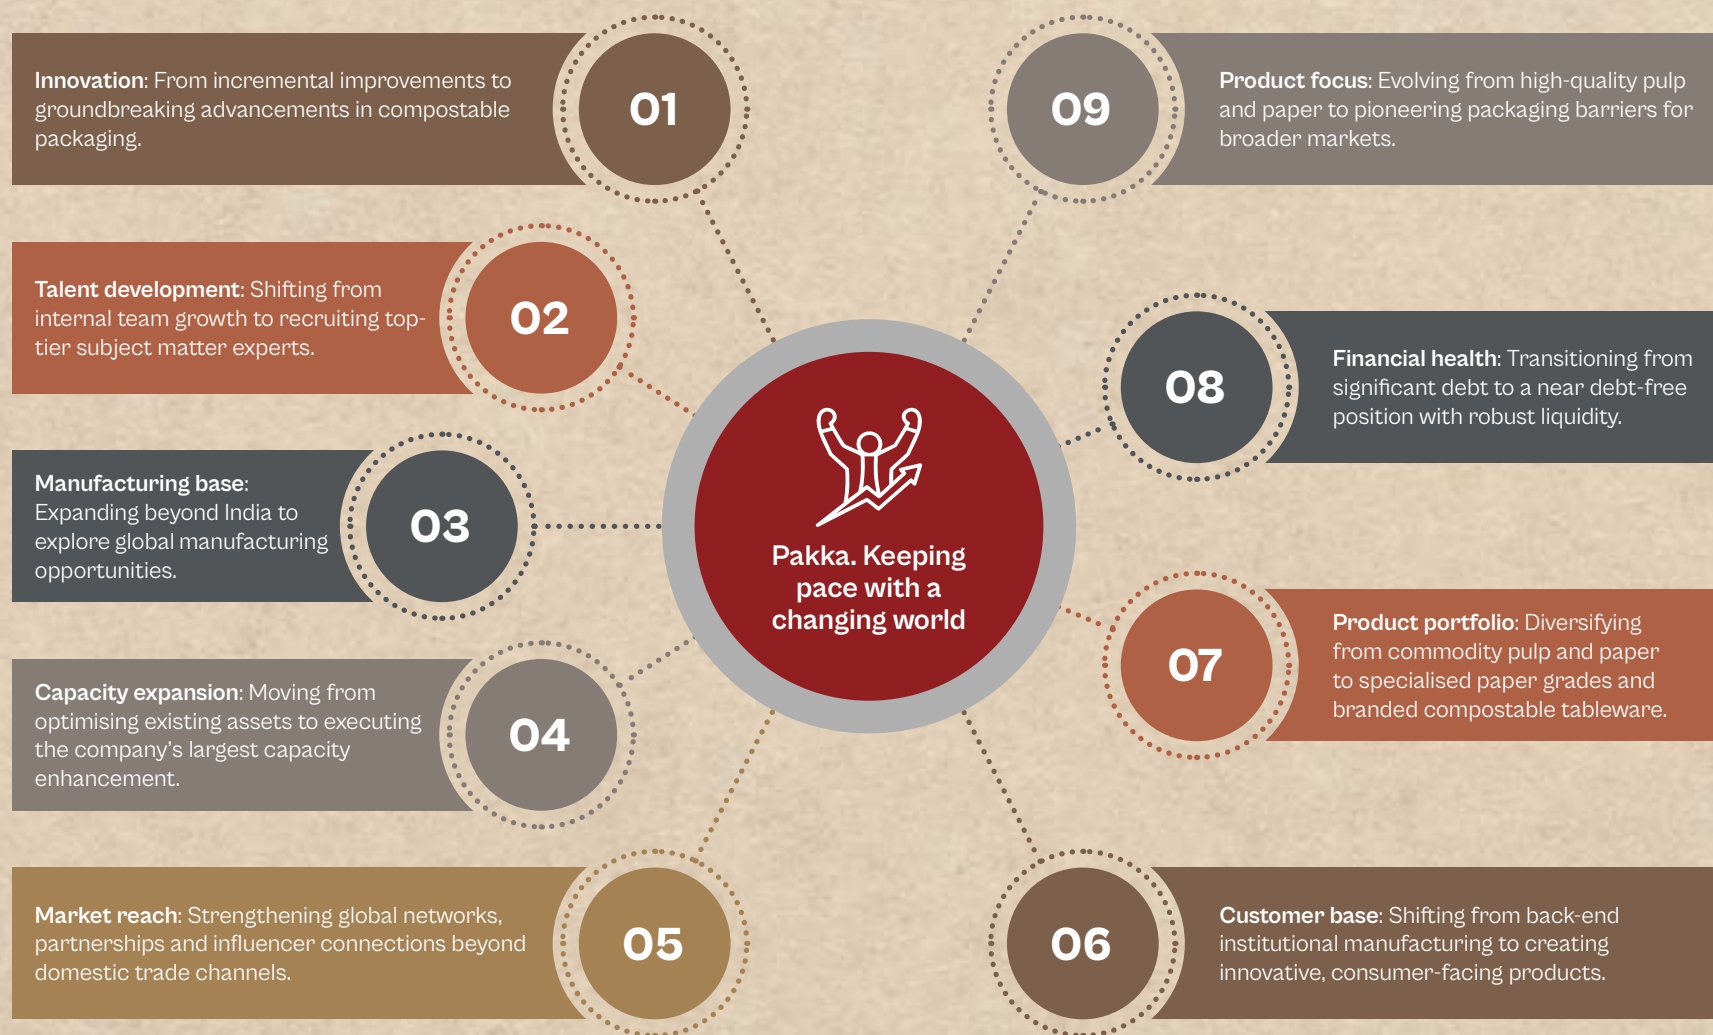 Innovation: From incremental improvements to
groundbreaking advancements in compostable
packaging.
01
Talent development: Shifting from
internal team growth to recruiting top-
tier subject matter experts.
02
Manufacturing base:
Expanding beyond India to
explore global manufacturing
opportunities.
03
Capacity expansion: Moving from
optimising existing assets to executing
the company's largest capacity
enhancement.
04
Market reach: Strengthening global networks,
partnerships and influencer connections beyond
domestic trade channels.
05
Pakka. Keeping
pace with a
changing world
06
Customer base: Shifting from back-end
institutional manufacturing to creating
innovative, consumer-facing products.
07
Product portfolio: Diversifying
from commodity pulp and paper
to specialised paper grades and
branded compostable tableware.
08
Financial health: Transitioning from
significant debt to a near debt-free
position with robust liquidity.
09
Product focus: Evolving from high-quality pulp
and paper to pioneering packaging barriers for
broader markets.